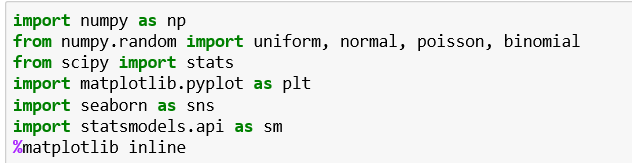 import numpy as np
from numpy.random import uniform, normal, poisson, binomial
from scipy import stats
import matplotlib.pyplot as plt
import seaborn as sns
import statsmodels.api as sm
%matplotlib inline